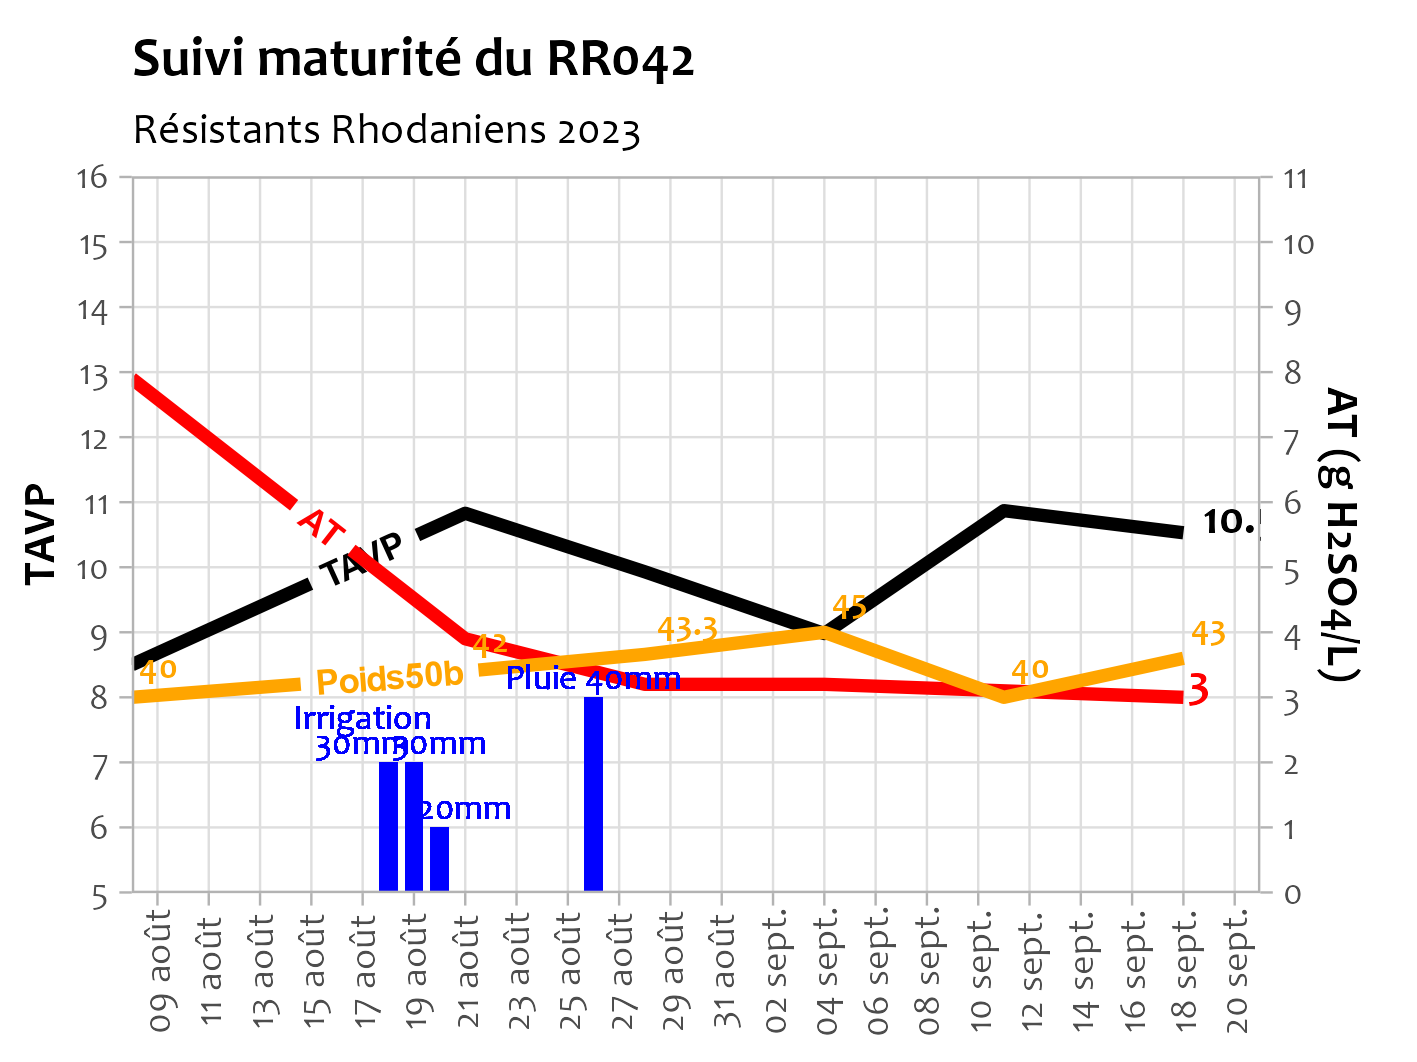 Suivi maturité du RR042
Résistants Rhodaniens 2023
16
15
14
13
12
11
10
9
8
7
6
5
TAVP
11
10
9
8
7
6
5
4
3
2
1
0
AT (g H2SO4/L)
AT
TAVP
10.
40
Poids50b
42
43.3
45
40
43
3
Pluie 40mm
Irrigation
30mm
30mm
20mm
09 août
11 août
13 août
15 août
17 août
19 août
21 août
23 août
25 août
27 août
29 août
31 août
02 sept.
04 sept.
06 sept.
08 sept.
10 sept.
12 sept.
14 sept.
16 sept.
18 sept.
20 sept.